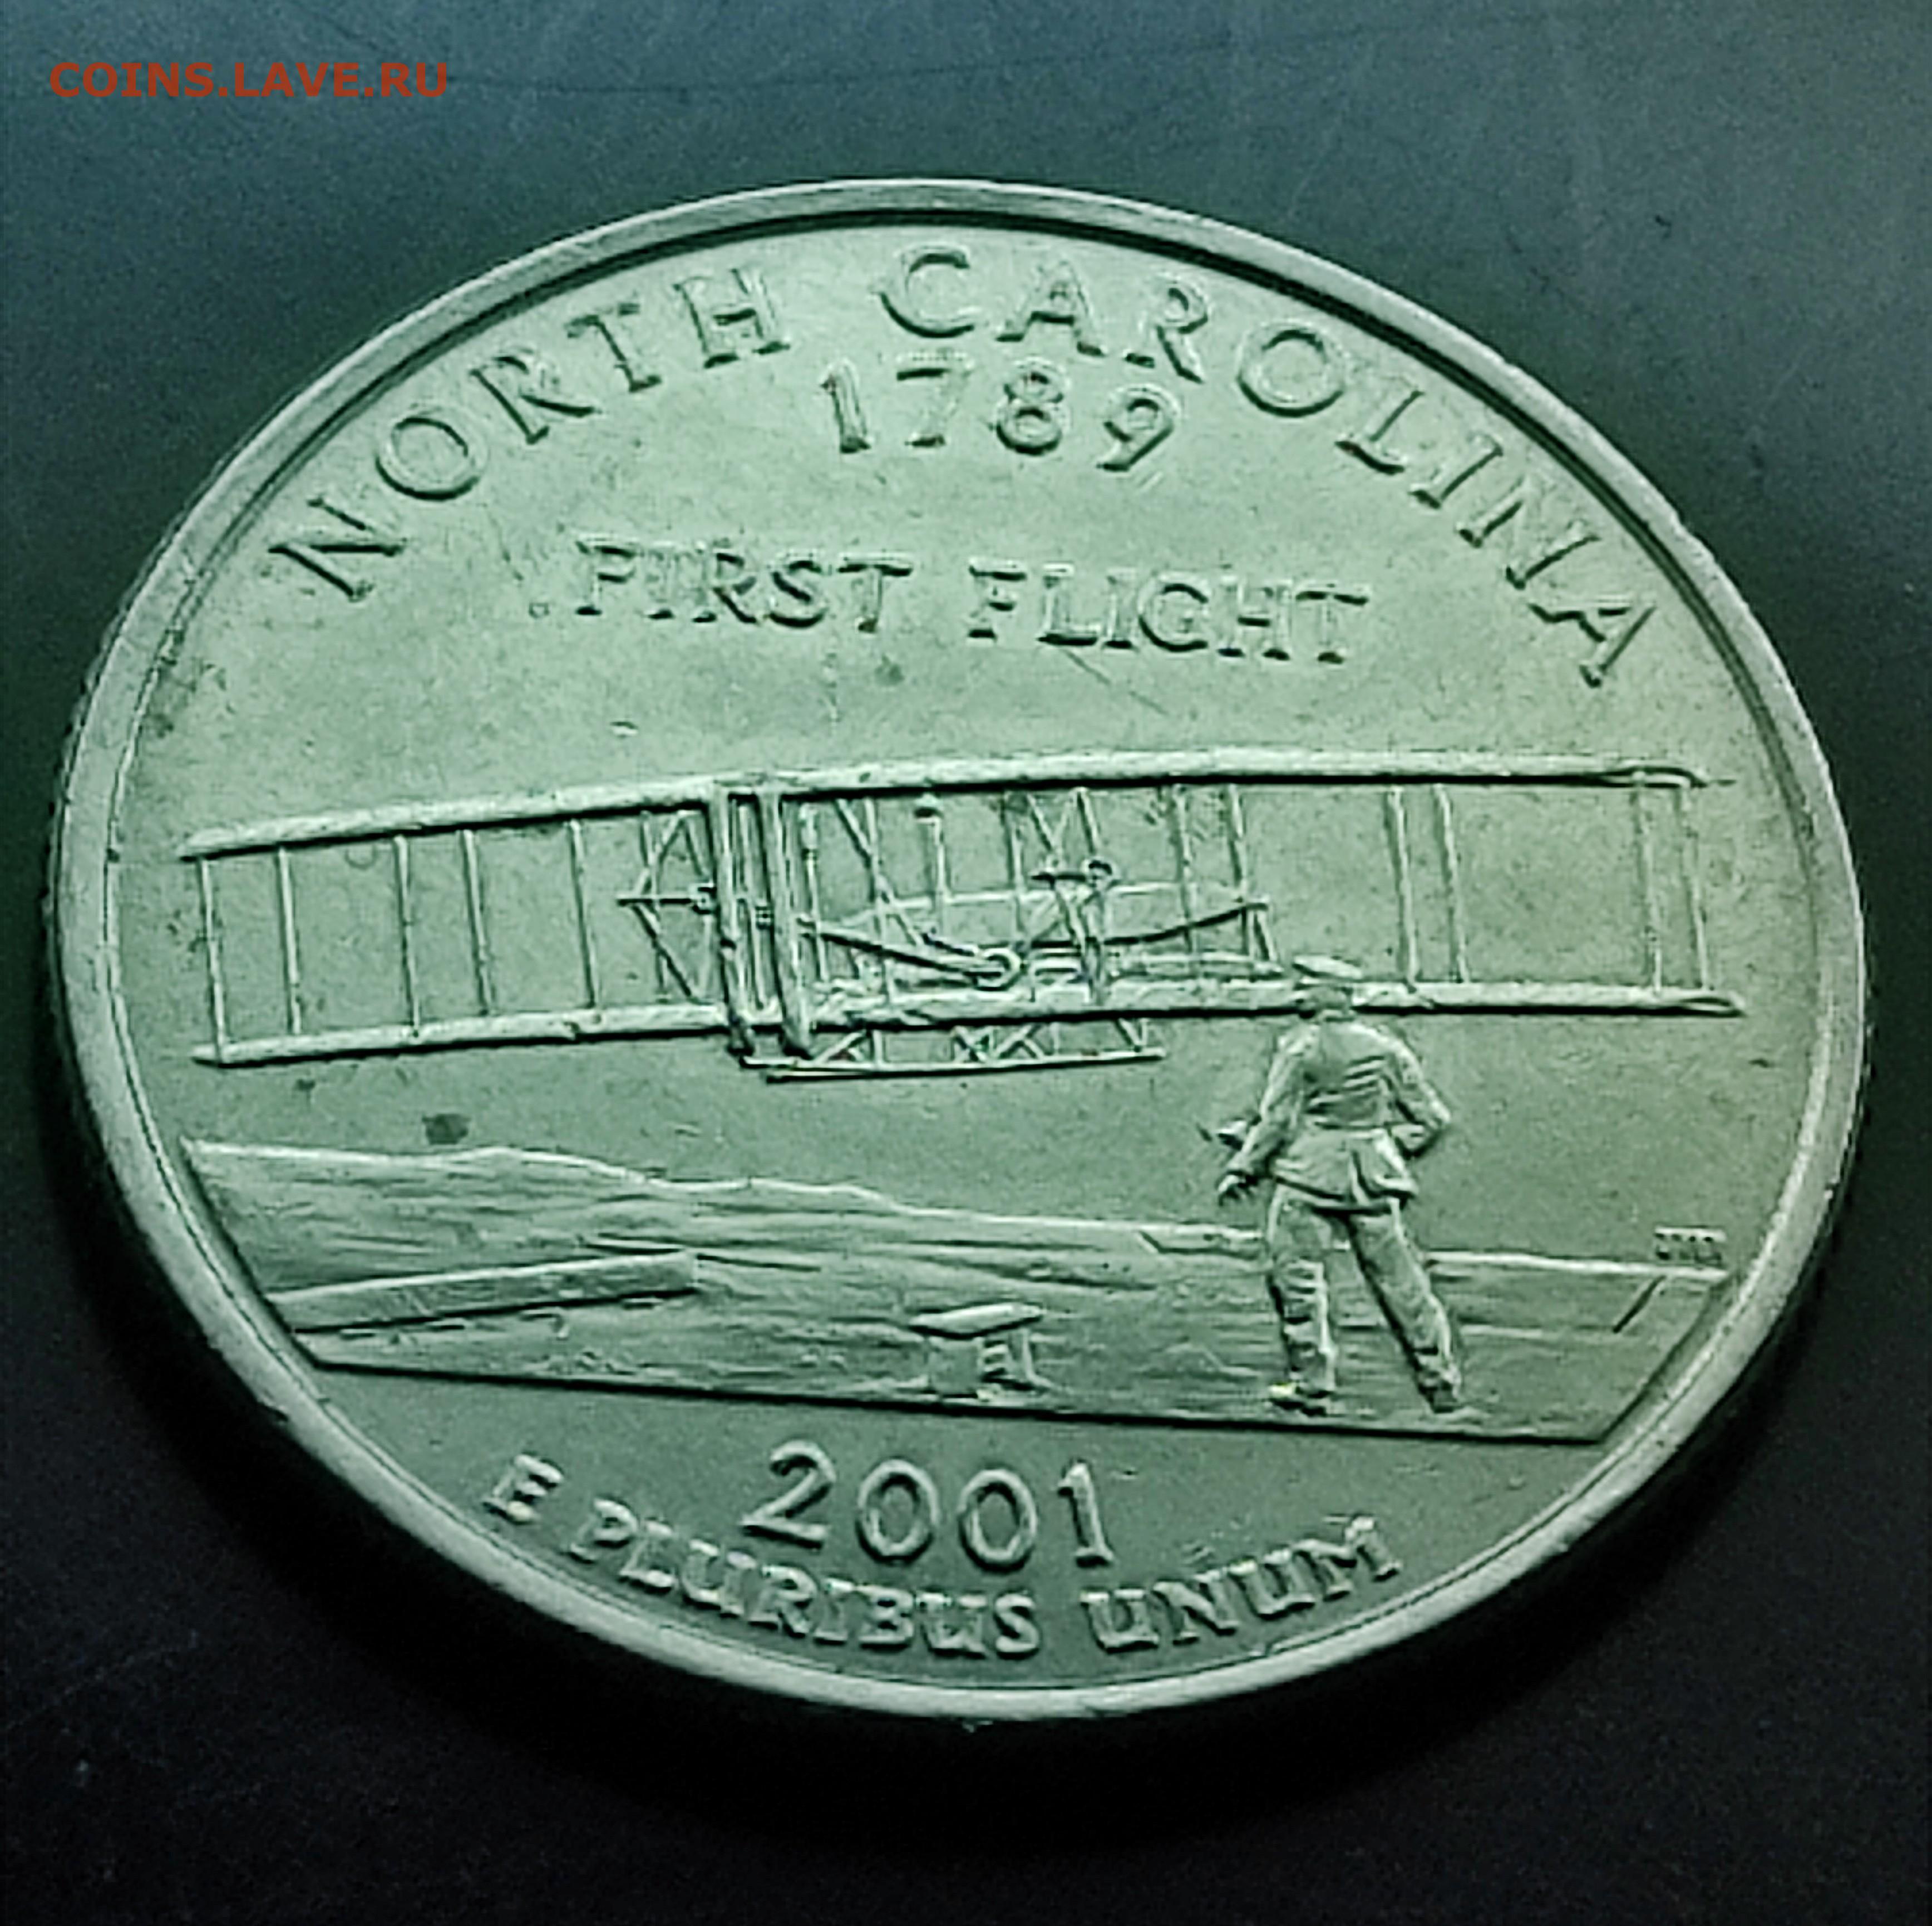 COINS.LAVE.RU
NORTH CAROLINA
1789
FIRST FLIGHT
2001
E PLURIBUS UNUM